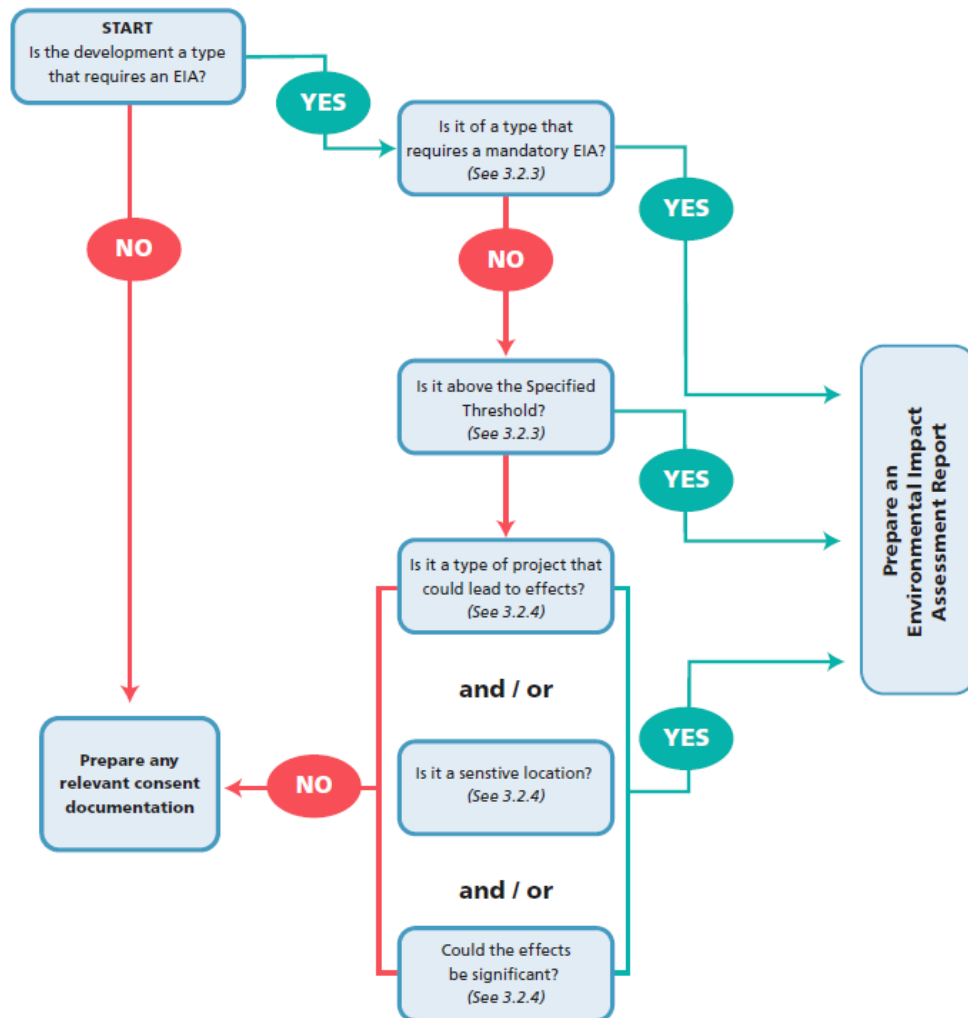 START
Is the development a type
that requires an EIA?
YES
Is it of a type that
requires a mandatory EIA?
(See 3.2.3)
YES
NO
NO
Is it above the Specified
Threshold?
(See 3.2.3)
YES
Prepare an
Environmental Impact
Assessment Report
Is it a type of project that
could lead to effects?
(See 3.2.4)
and / or
YES
Prepare any
relevant consent
documentation
NO
Is it a senstive location?
(See 3.2.4)
and / or
Could the effects
be significant?
(See 3.2.4)